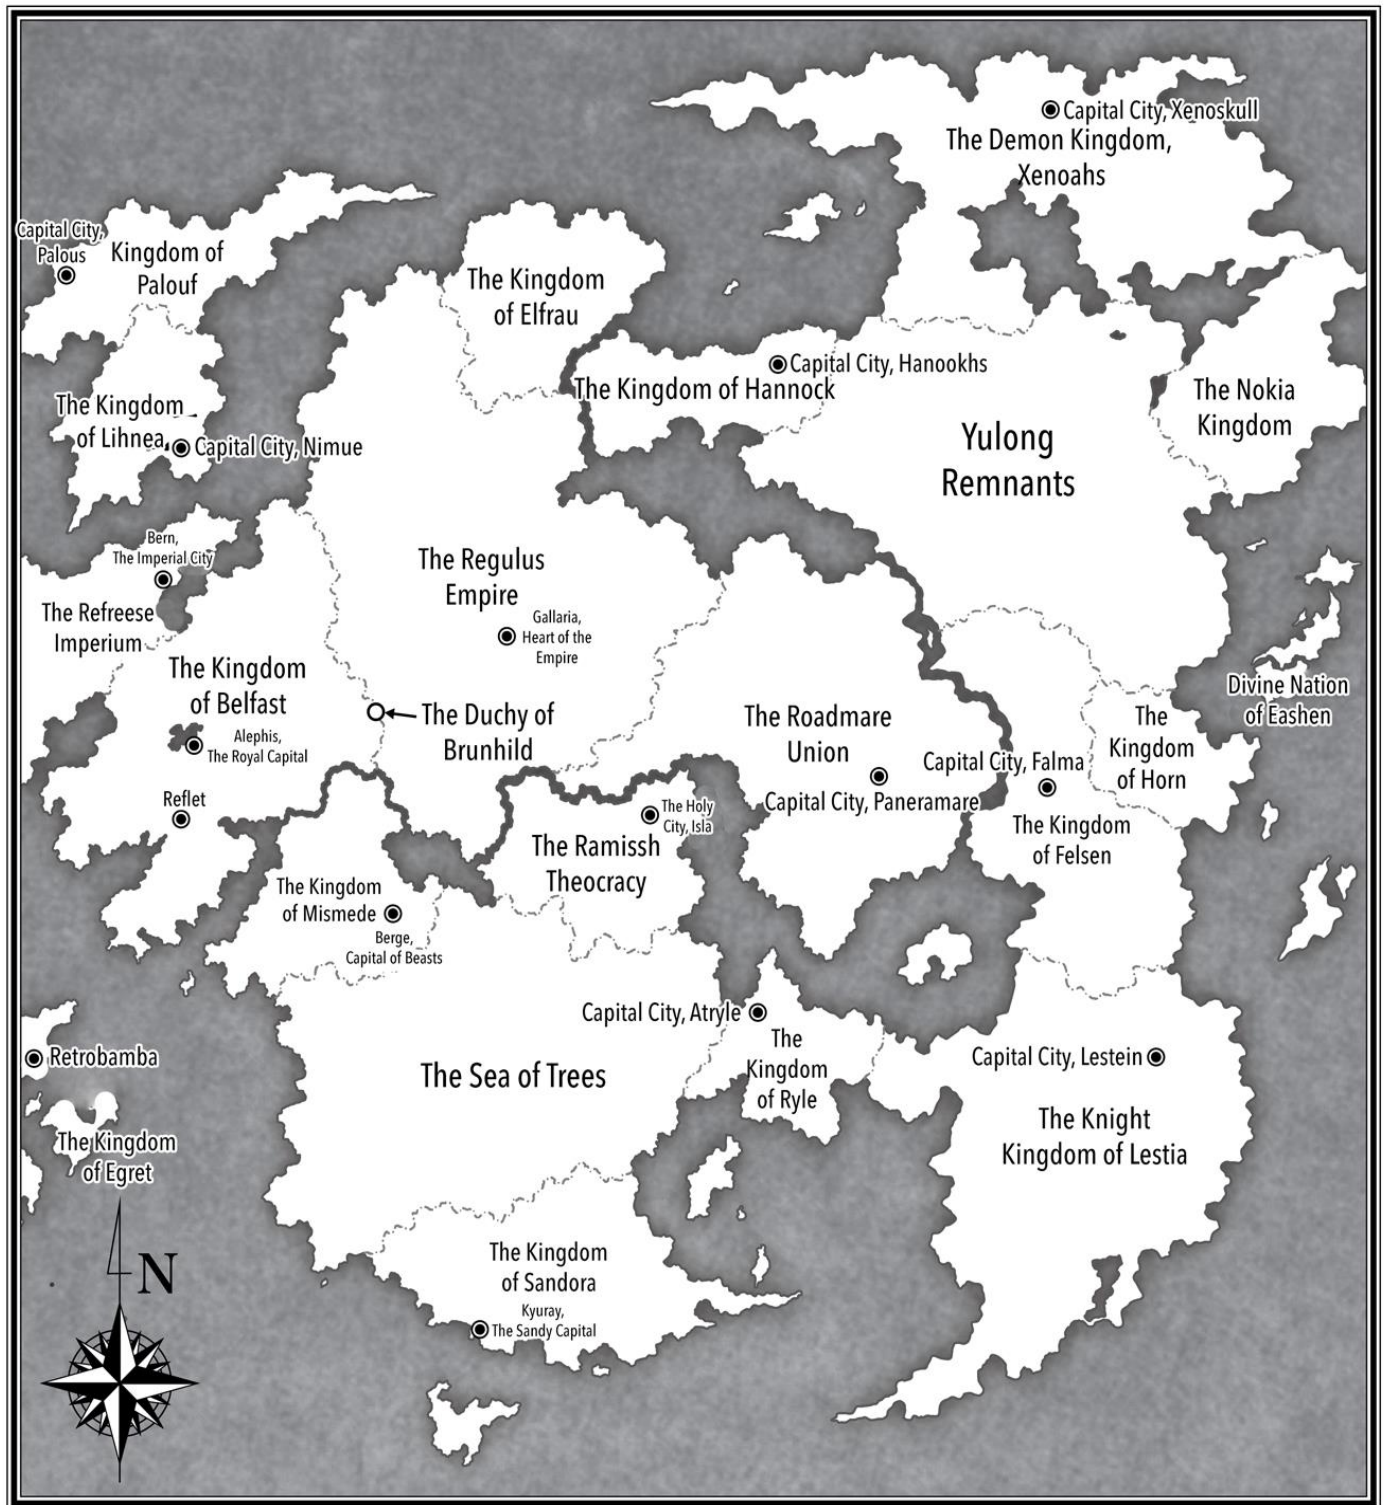 Capital City, Xenoskull
The Demon Kingdom,
Xenoahs
Capital City,
Palous
Kingdom of
Palouf
The Kingdom
of Elfrau
Capital City, Hanookhs
The Kingdom of Hannock
The Nokia
Kingdom
The Kingdom
of Lihnea
Capital City, Nimue
Yulong
Remnants
Bern,
The Imperial City
The Refreese
Imperium
The Regulus
Empire
Gallaria,
Heart of the
Empire
The Kingdom
of Belfast
Alephis,
The Royal Capital
The Duchy of
Brunhild
The Roadmare
Union
Capital City, Paneramare
Capital City, Falma
The Kingdom
of Felsen
The
Kingdom
of Horn
Divine Nation
of Eashen
Reflet
The Holy
City, Isla
The Ramissh
Theocracy
The Kingdom
of Mismede
Berge,
Capital of Beasts
Capital City, Atryle
The
Kingdom
of Ryle
Capital City, Lestein
The Knight
Kingdom of Lestia
Retrobamba
The Kingdom
of Egret
The Sea of Trees
The Kingdom
of Sandora
Kyuray,
The Sandy Capital
N